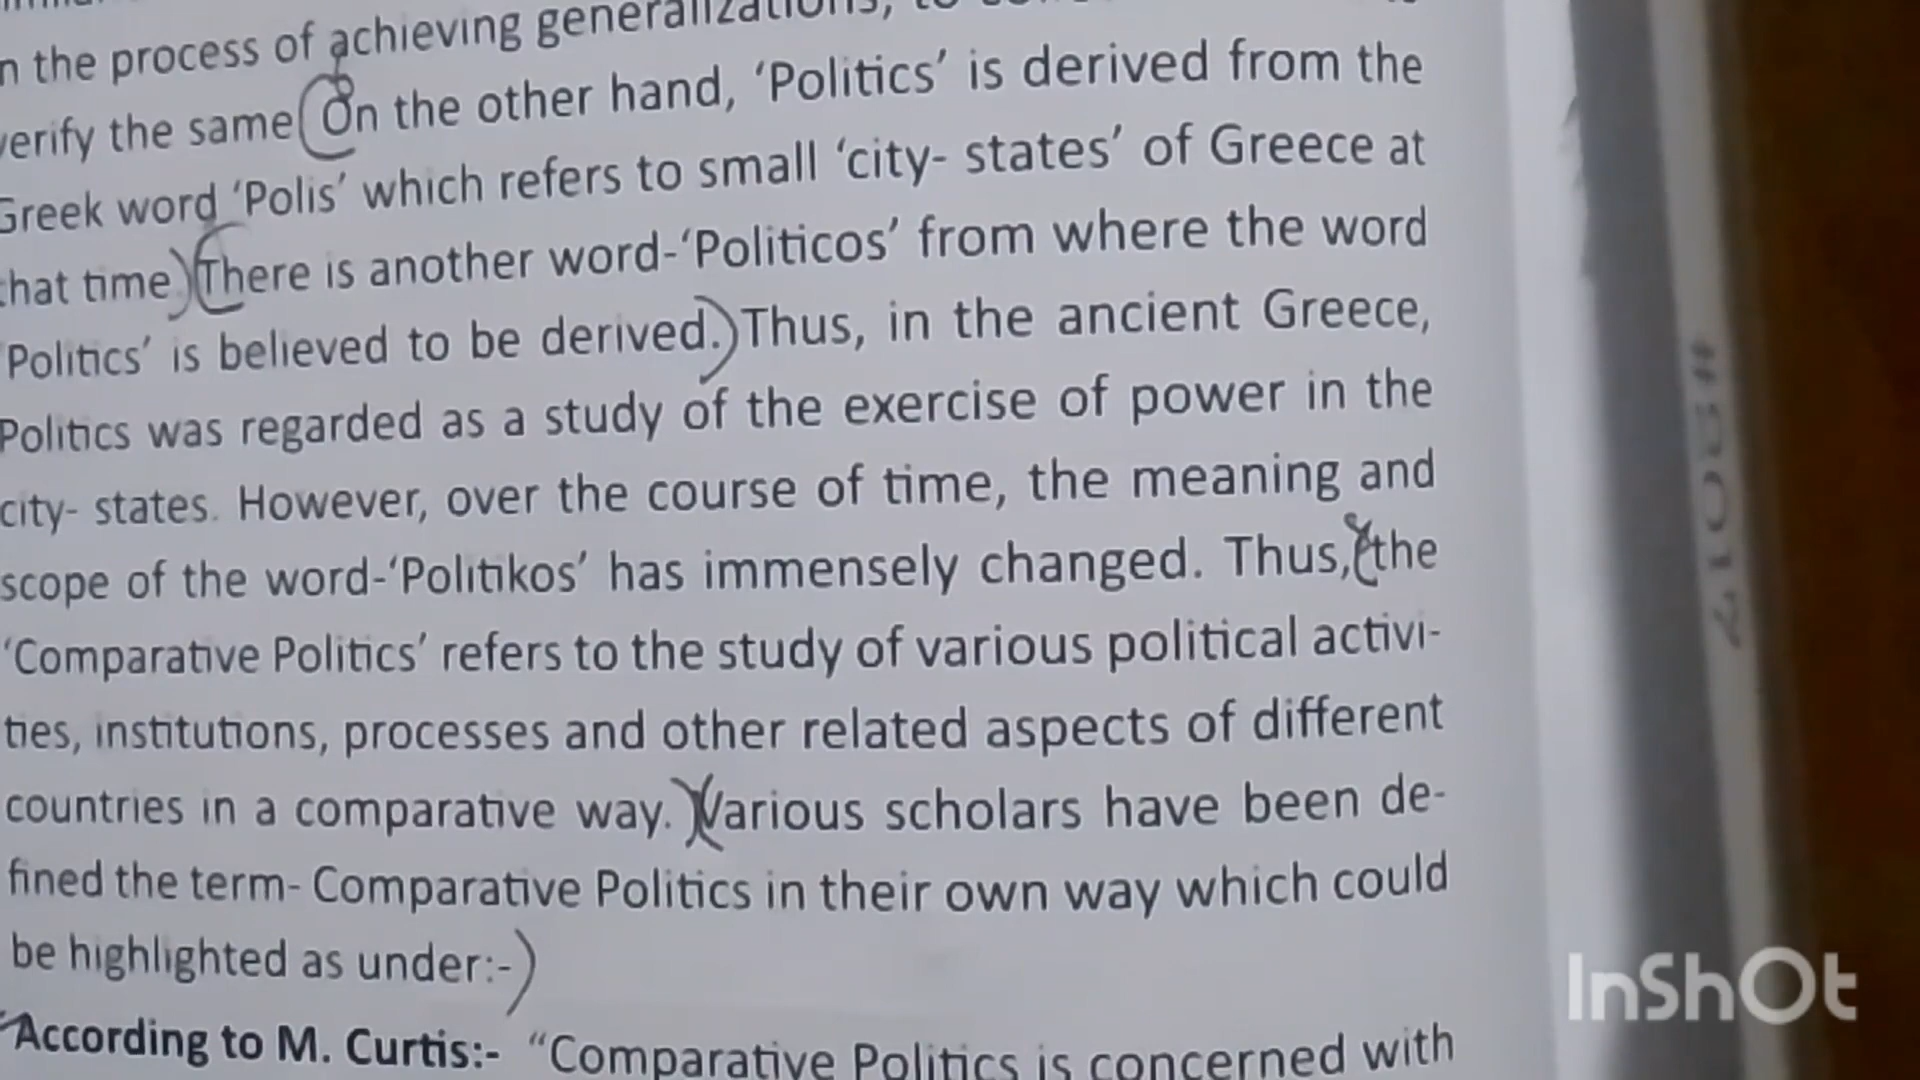 n the process of achieving generalizations,
verify the same On the other hand, ‘Politics’ is derived from the
Greek word ‘Polis’ which refers to small ‘city- states’ of Greece at
that time.) (There is another word-‘Politicos’ from where the word
‘Politics’ is believed to be derived.) Thus, in the ancient Greece,
Politics was regarded as a study of the exercise of power in the
city- states. However, over the course of time, the meaning and
scope of the word-‘Politikos’ has immensely changed. Thus, (the
‘Comparative Politics’ refers to the study of various political activi-
ties, institutions, processes and other related aspects of different
countries in a comparative way.) (Various scholars have been de-
fined the term- Comparative Politics in their own way which could
be highlighted as under:-)
According to M. Curtis:- “Comparative Politics is concerned with
InShOt